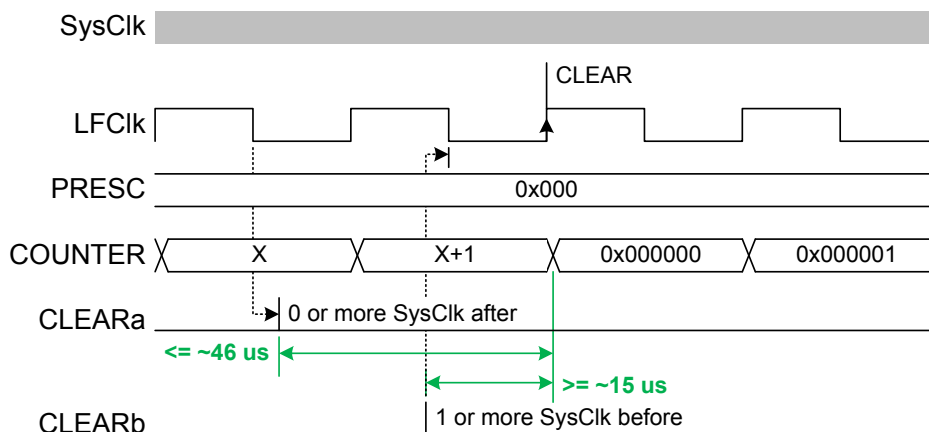 SysClk
CLEAR
LFClk
PRESC
0x000
COUNTER
X
X+1
0x000000
0x000001
CLEARa
0 or more SysClk after
<= ~46 us
>= ~15 us
CLEARb
1 or more SysClk before